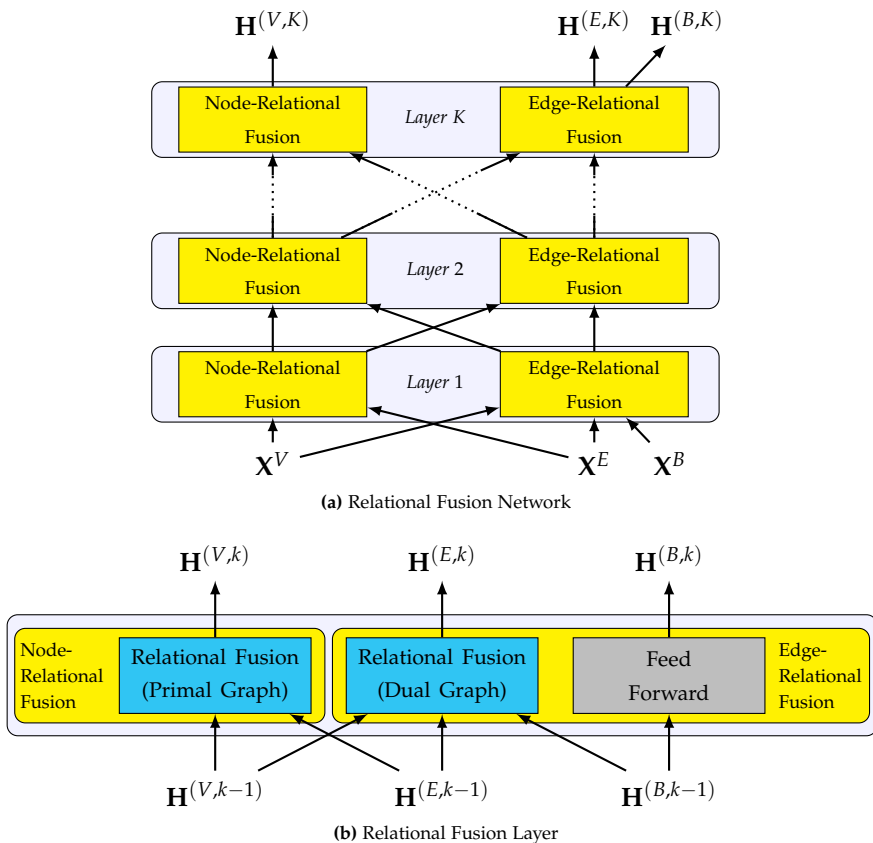 H^(V,K) H^(E,K) H^(B,K)
Node-Relational
Fusion
Layer K
Edge-Relational
Fusion
Node-Relational
Fusion
Layer 2
Edge-Relational
Fusion
Node-Relational
Fusion
Layer 1
Edge-Relational
Fusion
X^V X^E X^B
(a) Relational Fusion Network
H^(V,k) H^(E,k) H^(B,k)
Node-
Relational
Fusion
Relational Fusion
(Primal Graph)
Relational Fusion
(Dual Graph)
Feed
Forward
Edge-
Relational
Fusion
H^(V,k−1) H^(E,k−1) H^(B,k−1)
(b) Relational Fusion Layer